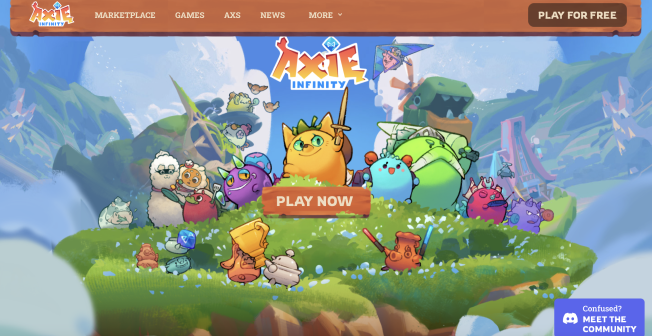 AXIE
INFINITY
MARKETPLACE
GAMES
AXS
NEWS
MORE
PLAY FOR FREE
AXIE
INFINITY
PLAY NOW
Confused?
MEET THE
COMMUNITY